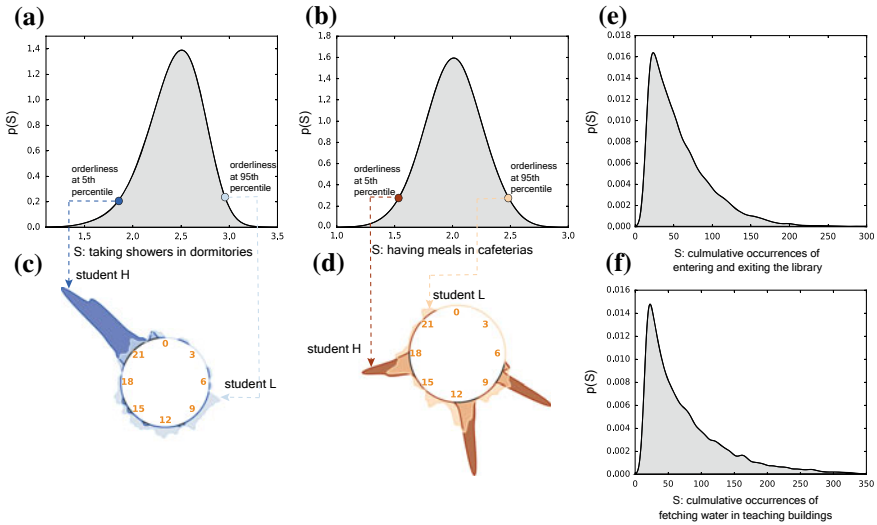 (a)
p(S)
1.4
1.2
1.0
0.8
0.6
0.4
0.2
0.0
orderliness
at 5th
percentile
orderliness
at 95th
percentile
1.5
2.0
2.5
3.0
3.5
S: taking showers in dormitories
(b)
p(S)
1.8
1.6
1.4
1.2
1.0
0.8
0.6
0.4
0.2
0.0
orderliness
at 5th
percentile
orderliness
at 95th
percentile
1.0
1.5
2.0
2.5
3.0
S: having meals in cafeterias
(e)
p(S)
0.018
0.016
0.014
0.012
0.010
0.008
0.006
0.004
0.002
0.000
0
50
100
150
200
250
300
S: culmulative occurrences of
entering and exiting the library
(c)
student H
0
3
6
9
12
15
18
21
student L
(d)
student L
student H
0
3
6
9
12
15
18
21
(f)
p(S)
0.016
0.014
0.012
0.010
0.008
0.006
0.004
0.002
0.000
0
50
100
150
200
250
300
350
S: culmulative occurrences of
fetching water in teaching buildings